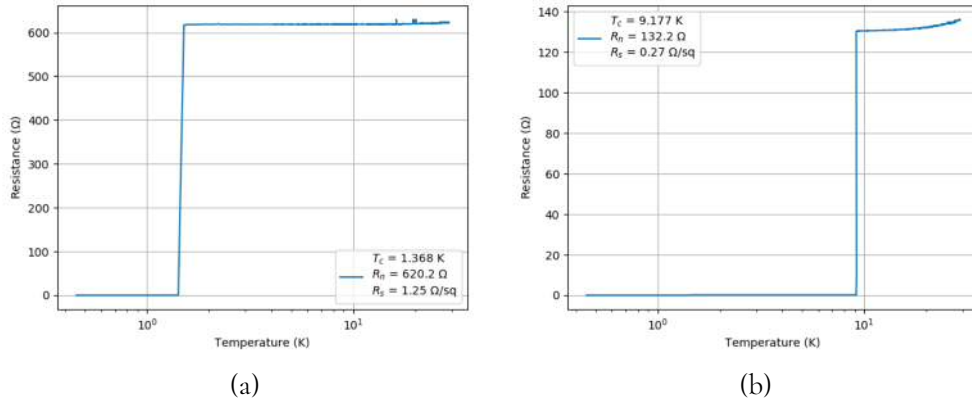 600
500
400
300
200
100
0
Resistance (Ω)
T_c = 1.368 K
R_n = 620.2 Ω
R_s = 1.25 Ω/sq
10⁰
10¹
Temperature (K)
(a)
140
120
100
80
60
40
20
0
Resistance (Ω)
T_c = 9.177 K
R_n = 132.2 Ω
R_s = 0.27 Ω/sq
10⁰
10¹
Temperature (K)
(b)